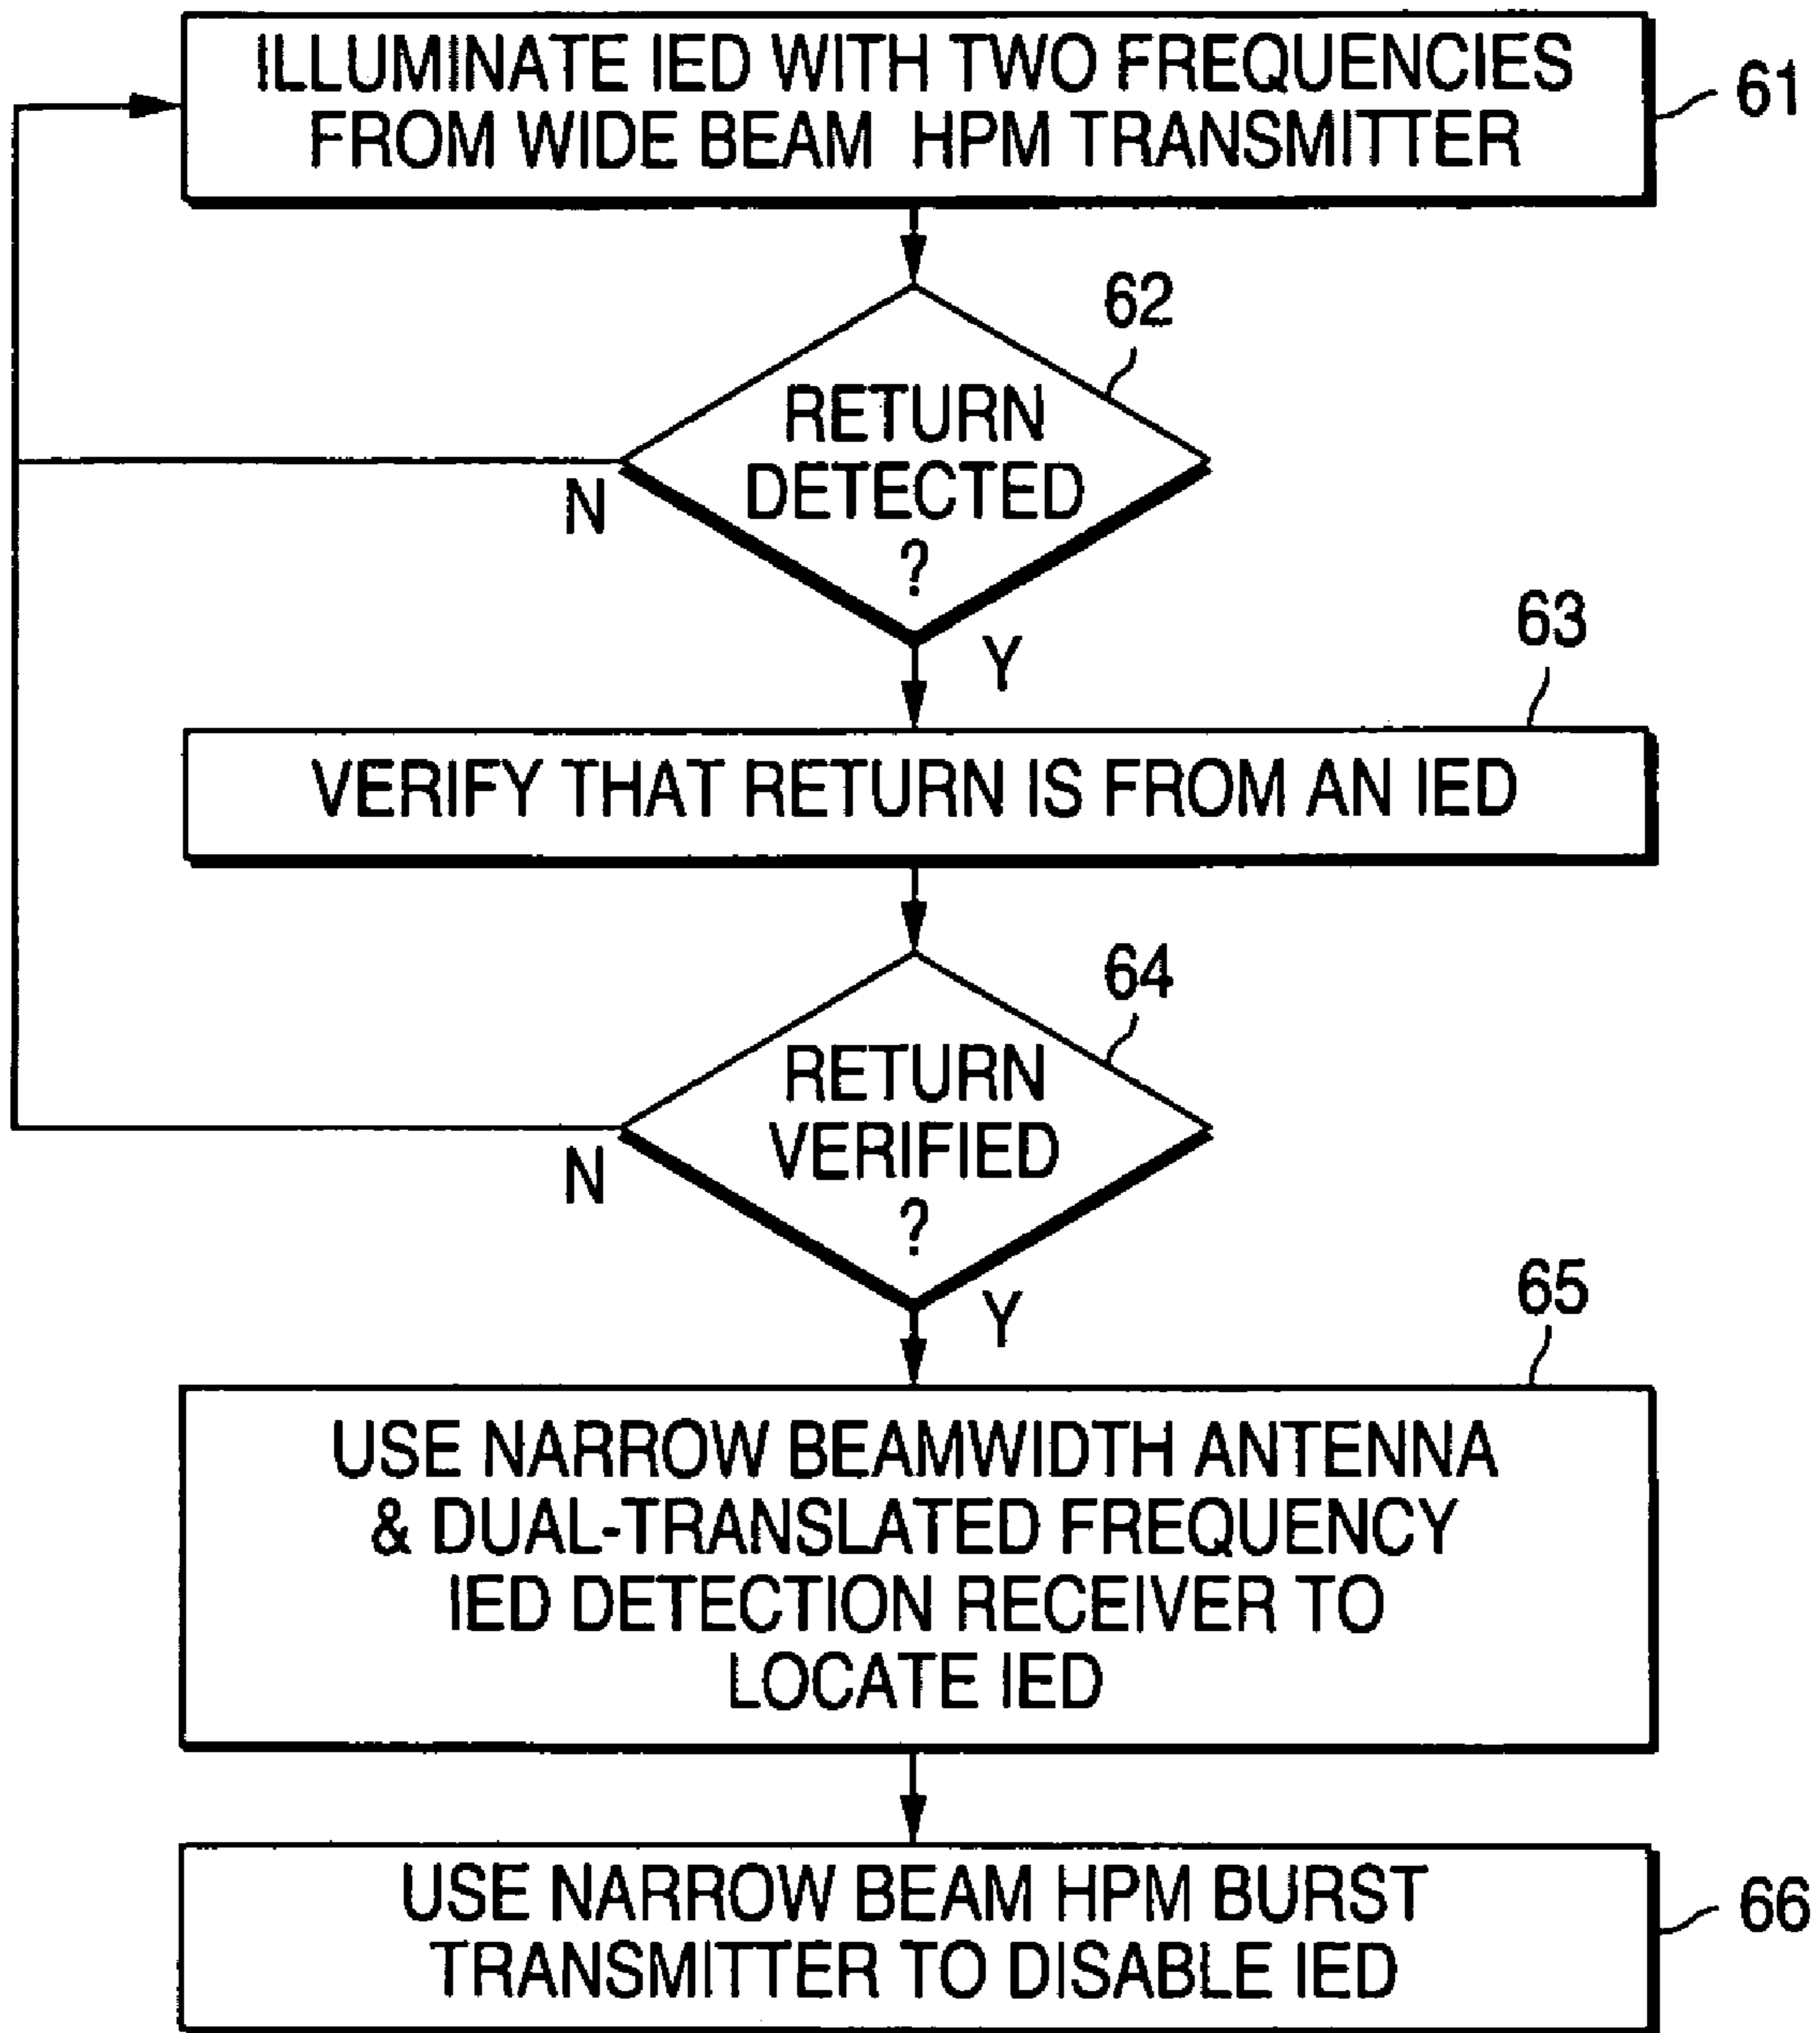 ILLUMINATE IED WITH TWO FREQUENCIES
FROM WIDE BEAM HPM TRANSMITTER
61
62
RETURN
DETECTED
?
N
Y
63
VERIFY THAT RETURN IS FROM AN IED
64
RETURN
VERIFIED
?
N
Y
65
USE NARROW BEAMWIDTH ANTENNA
& DUAL-TRANSLATED FREQUENCY
IED DETECTION RECEIVER TO
LOCATE IED
USE NARROW BEAM HPM BURST
TRANSMITTER TO DISABLE IED
66